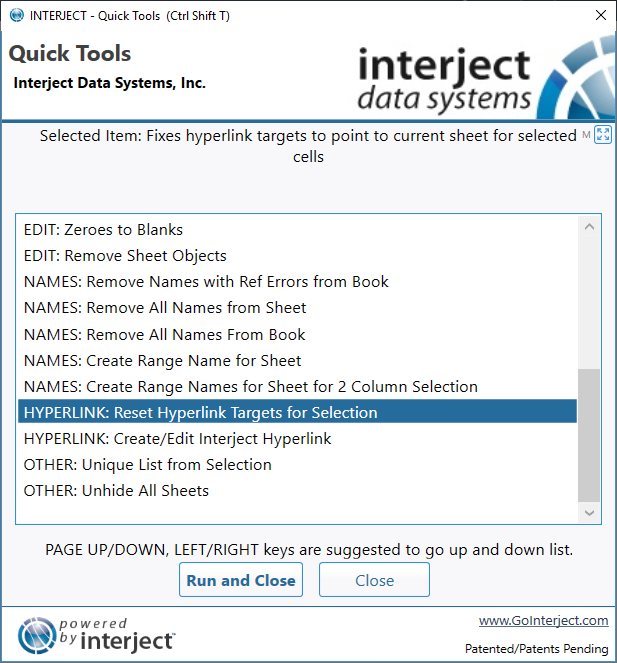 INTERJECT - Quick Tools  (Ctrl Shift T)
Quick Tools
Interject Data Systems, Inc.
interject
data systems
Selected Item: Fixes hyperlink targets to point to current sheet for selected
cells
M
EDIT: Zeroes to Blanks
EDIT: Remove Sheet Objects
NAMES: Remove Names with Ref Errors from Book
NAMES: Remove All Names from Sheet
NAMES: Remove All Names From Book
NAMES: Create Range Name for Sheet
NAMES: Create Range Names for Sheet for 2 Column Selection
HYPERLINK: Reset Hyperlink Targets for Selection
HYPERLINK: Create/Edit Interject Hyperlink
OTHER: Unique List from Selection
OTHER: Unhide All Sheets
PAGE UP/DOWN, LEFT/RIGHT keys are suggested to go up and down list.
Run and Close
Close
powered
by interject™
www.GoInterject.com
Patented/Patents Pending